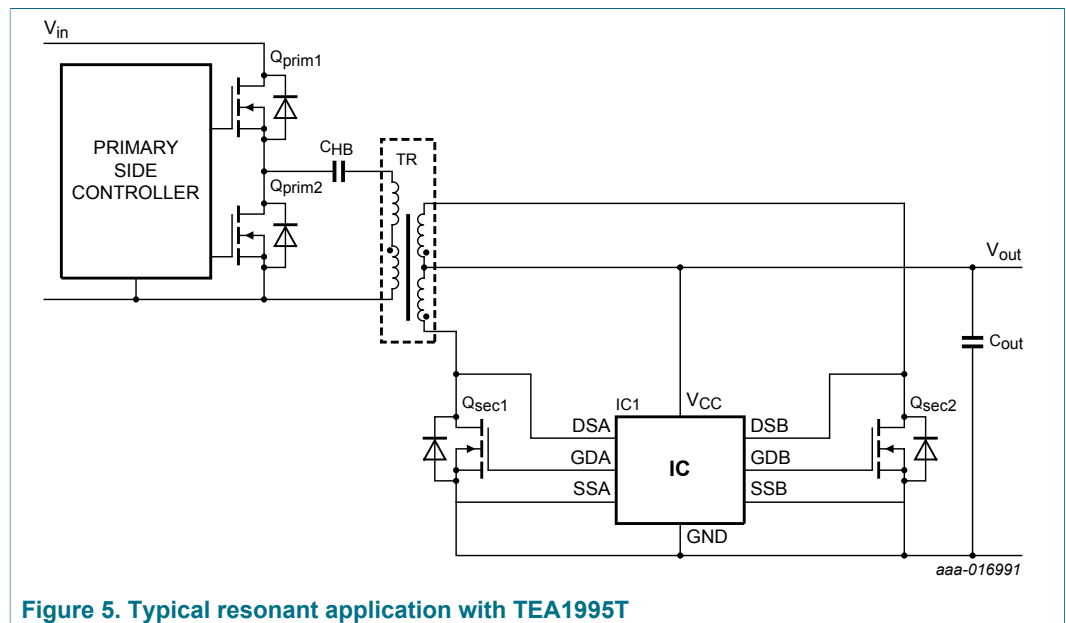 Vin
Qprim1
PRIMARY
SIDE
CONTROLLER
CHB
TR
Qprim2
Vout
Cout
Qsec1
IC1
VCC
Qsec2
DSA
DSB
GDA
IC
GDB
SSA
SSB
GND
aaa-016991
Figure 5. Typical resonant application with TEA1995T